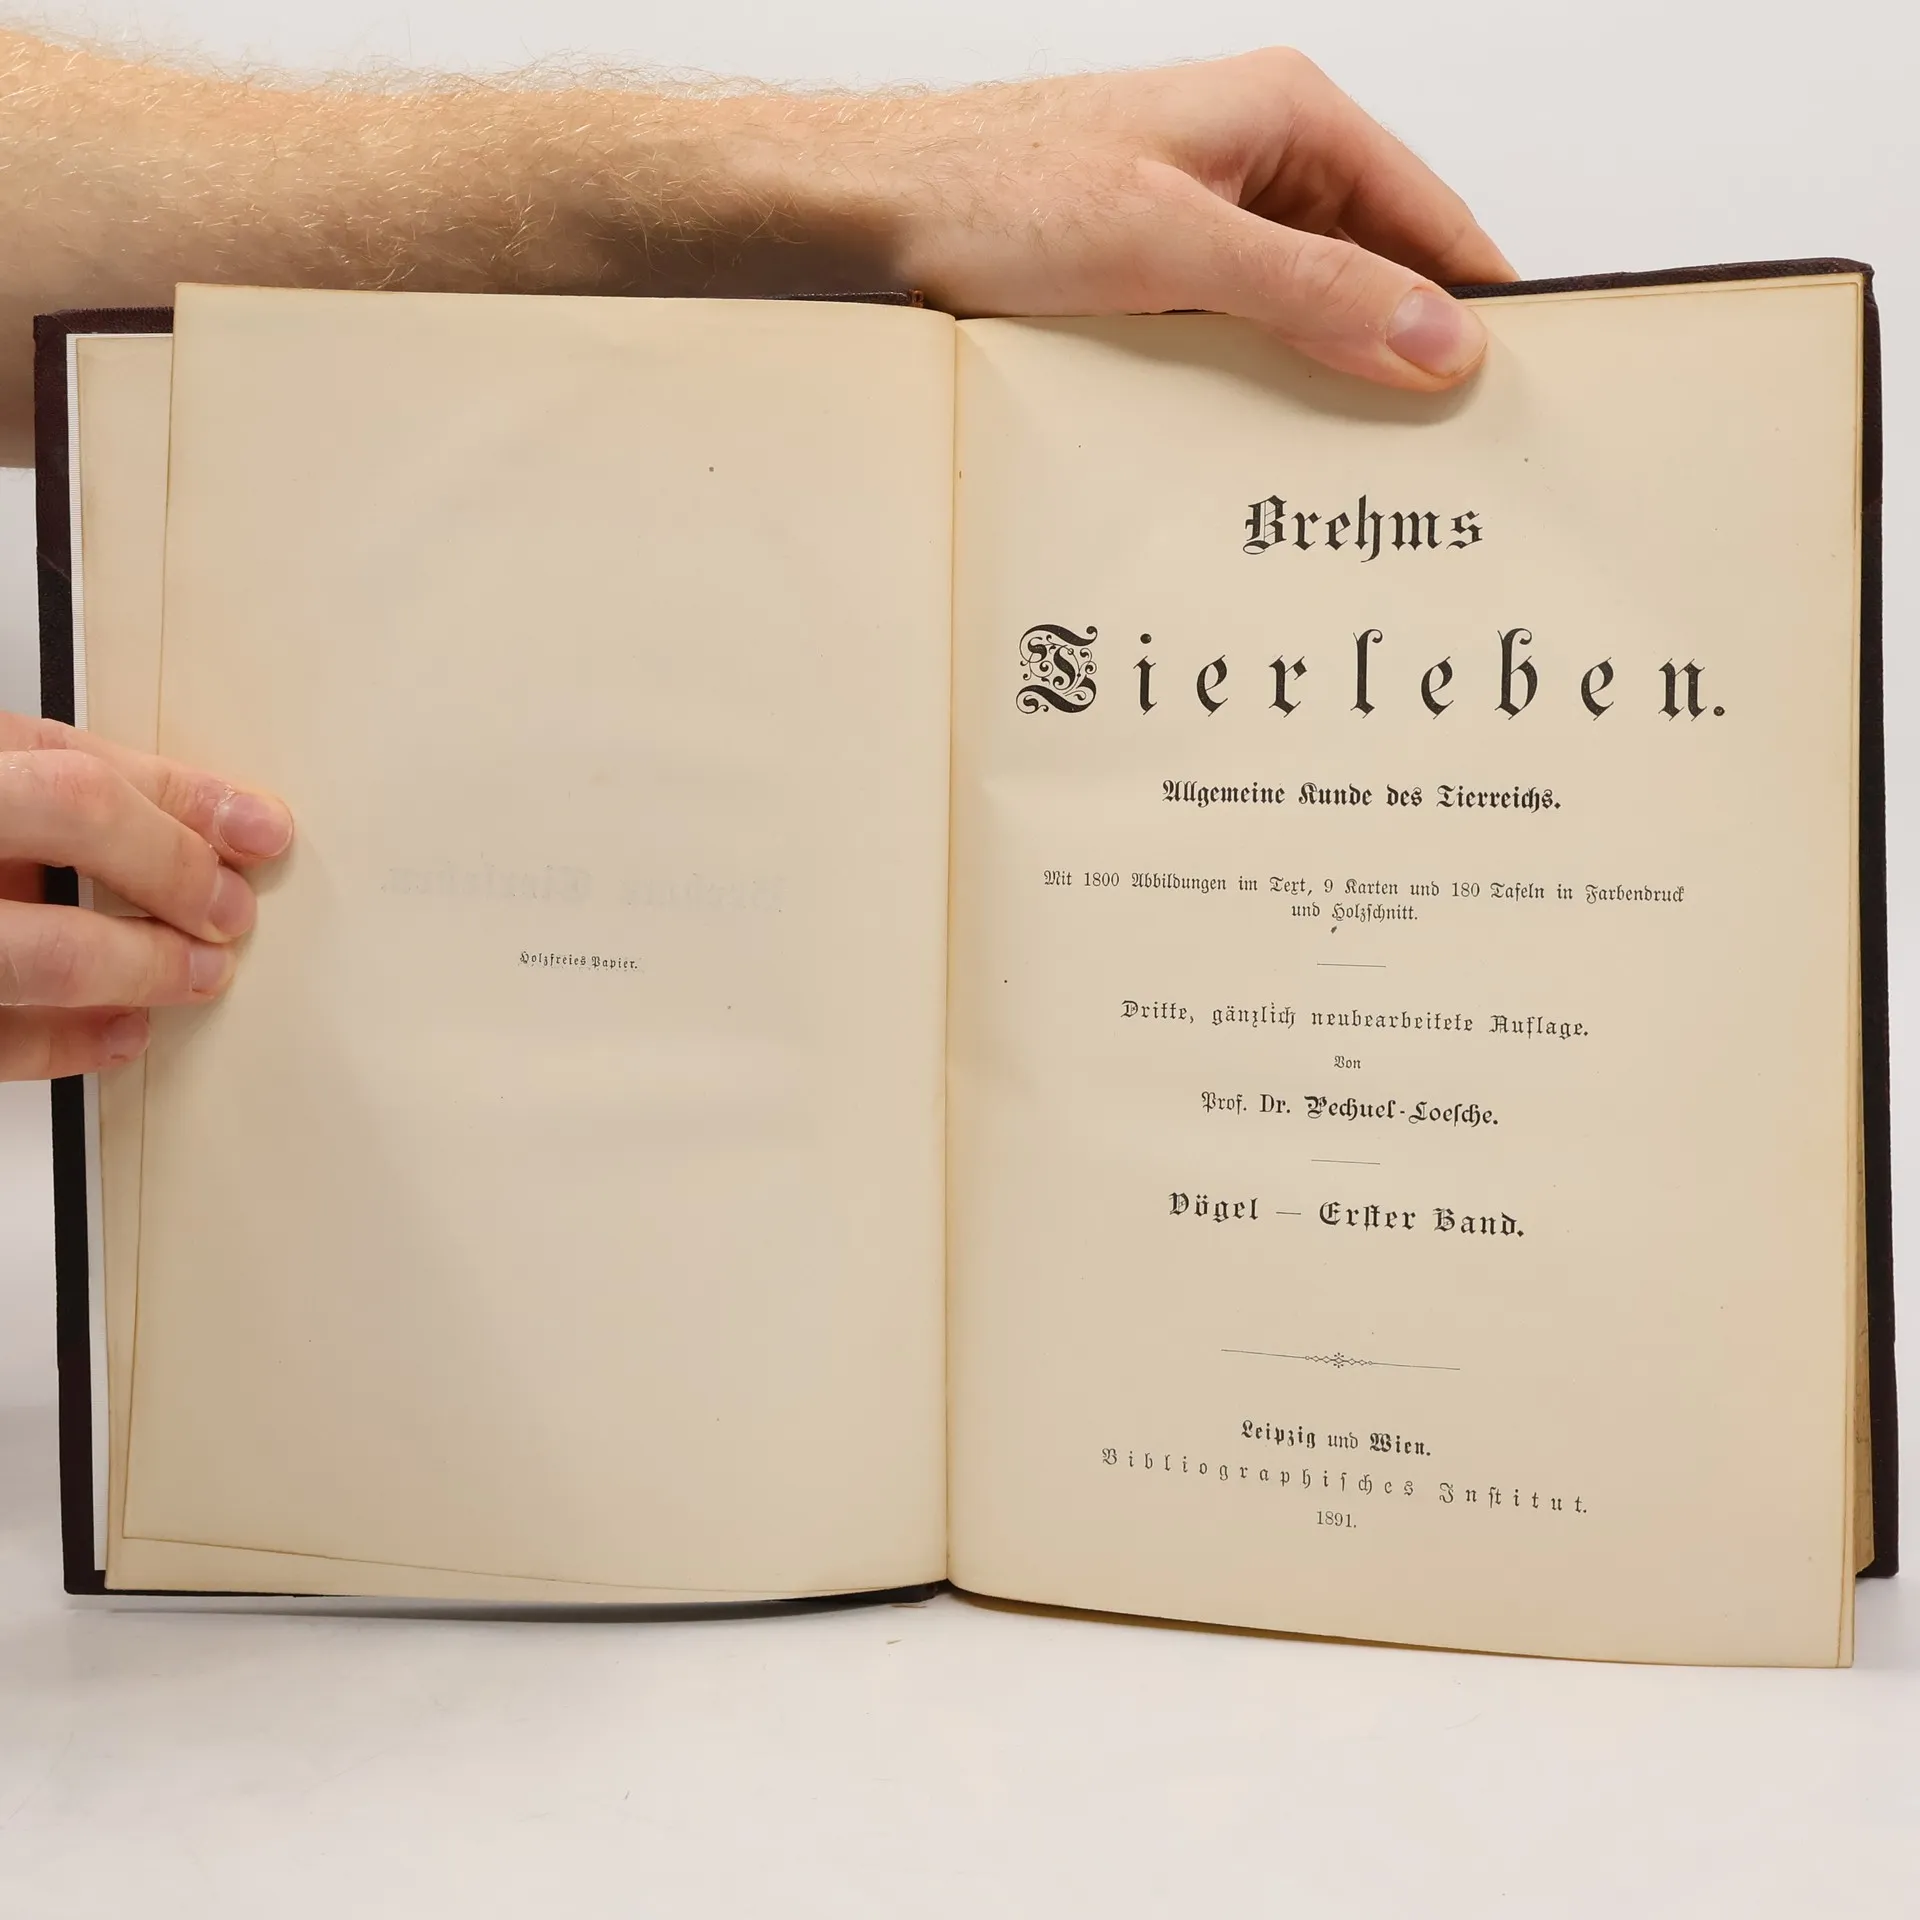 Holzfreies Papier.
Brehms
Tierleben.
Allgemeine Kunde des Tierreichs.
Mit 1800 Abbildungen im Text, 9 Karten und 180 Tafeln in Farbendruck
und Holzschnitt.
Dritte, gänzlich neubearbeitete Auflage.
Von
Prof. Dr. Pechuel-Loesche.
Vögel — Erster Band.
Leipzig und Wien.
Bibliographisches Institut.
1891.